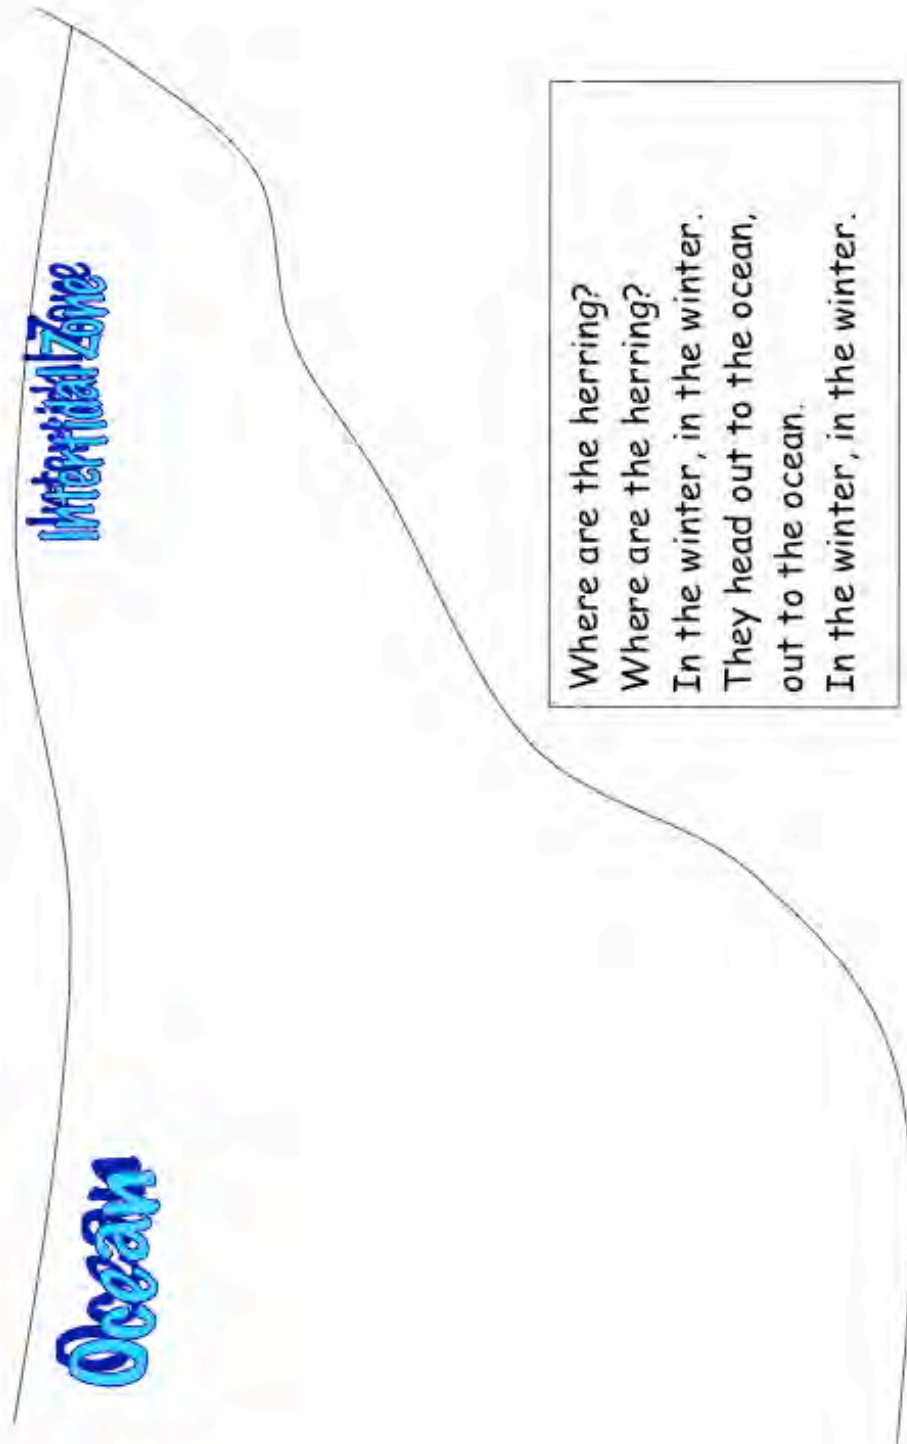 Ocean
Intertidal Zone
Where are the herring?
Where are the herring?
In the winter, in the winter.
They head out to the ocean,
out to the ocean.
In the winter, in the winter.